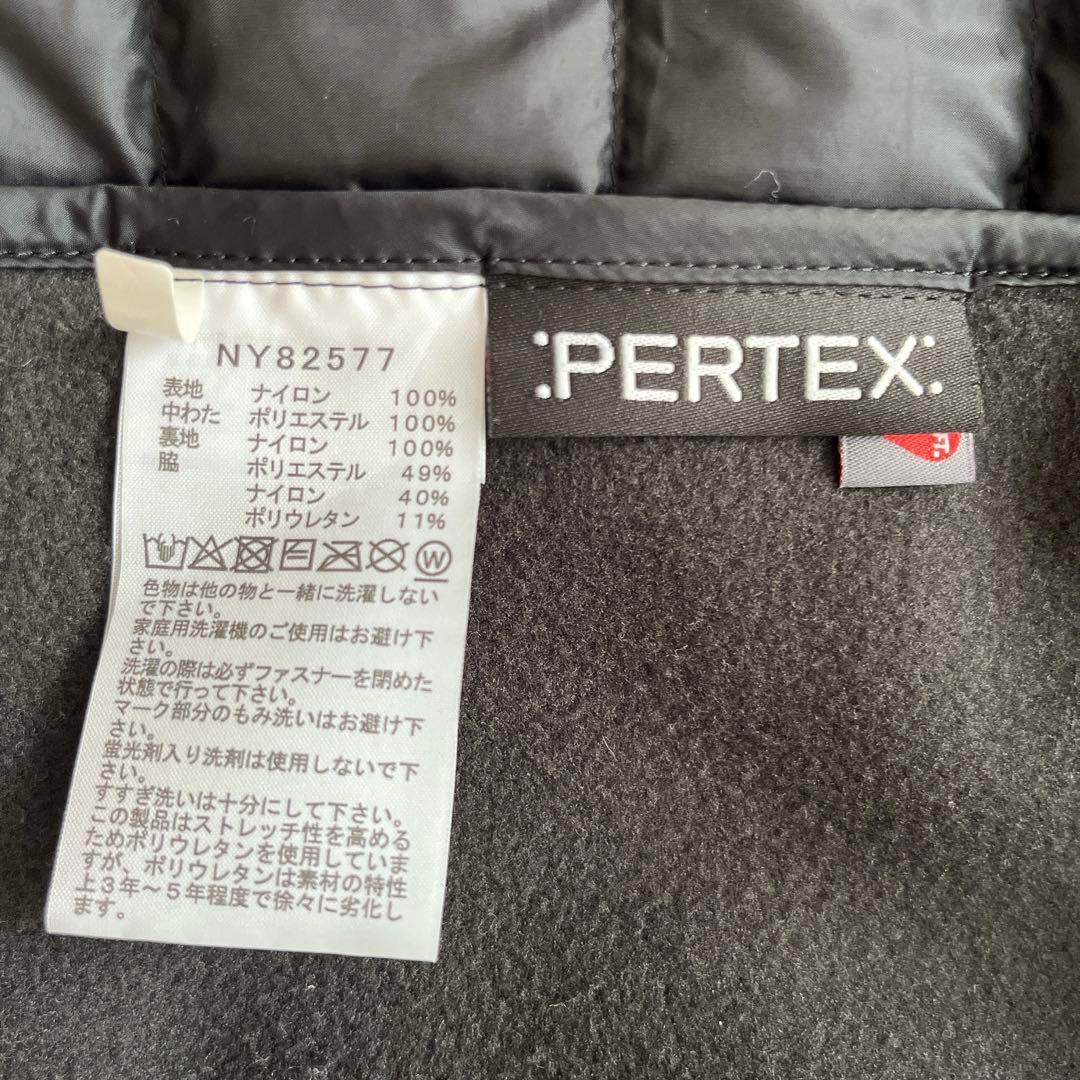 NY82577
表地 ナイロン 100%
中わた ポリエステル 100%
裏地 ナイロン 100%
脇 ポリエステル 49%
ナイロン 40%
ポリウレタン 11%
W
色物は他の物と一緒に洗濯しない
で下さい。
家庭用洗濯機のご使用はお避け下
さい。
洗濯の際は必ずファスナーを閉めた
状態で行って下さい。
マーク部分のもみ洗いはお避け下
さい。
蛍光剤入り洗剤は使用しないで下
さい。
すすぎ洗いは十分にして下さい。
この製品はストレッチ性を高める
ためポリウレタンを使用していま
すが、ポリウレタンは素材の特性
上3年～5年程度で徐々に劣化し
ます。
:PERTEX:
FT.